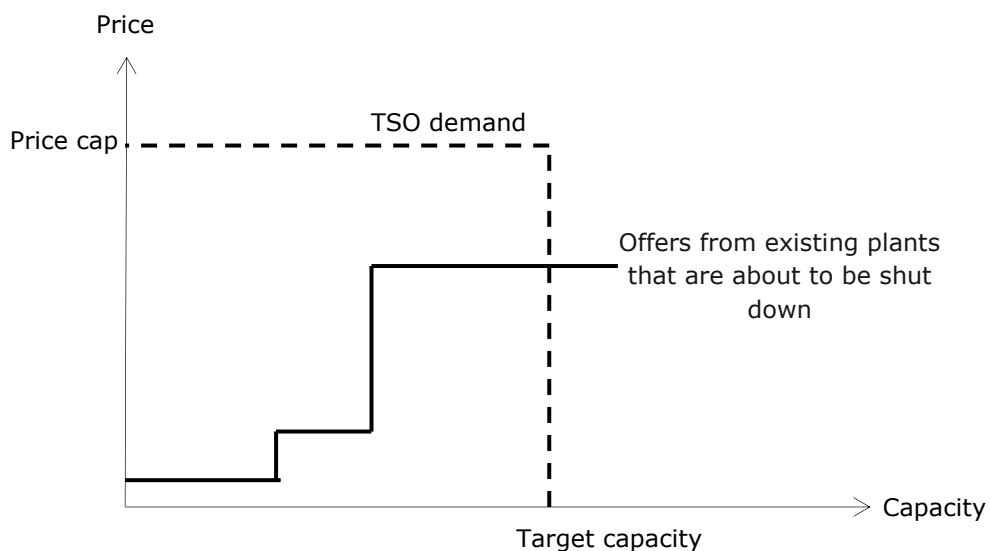 Price
TSO demand
Price cap
Offers from existing plants
that are about to be shut
down
Capacity
Target capacity